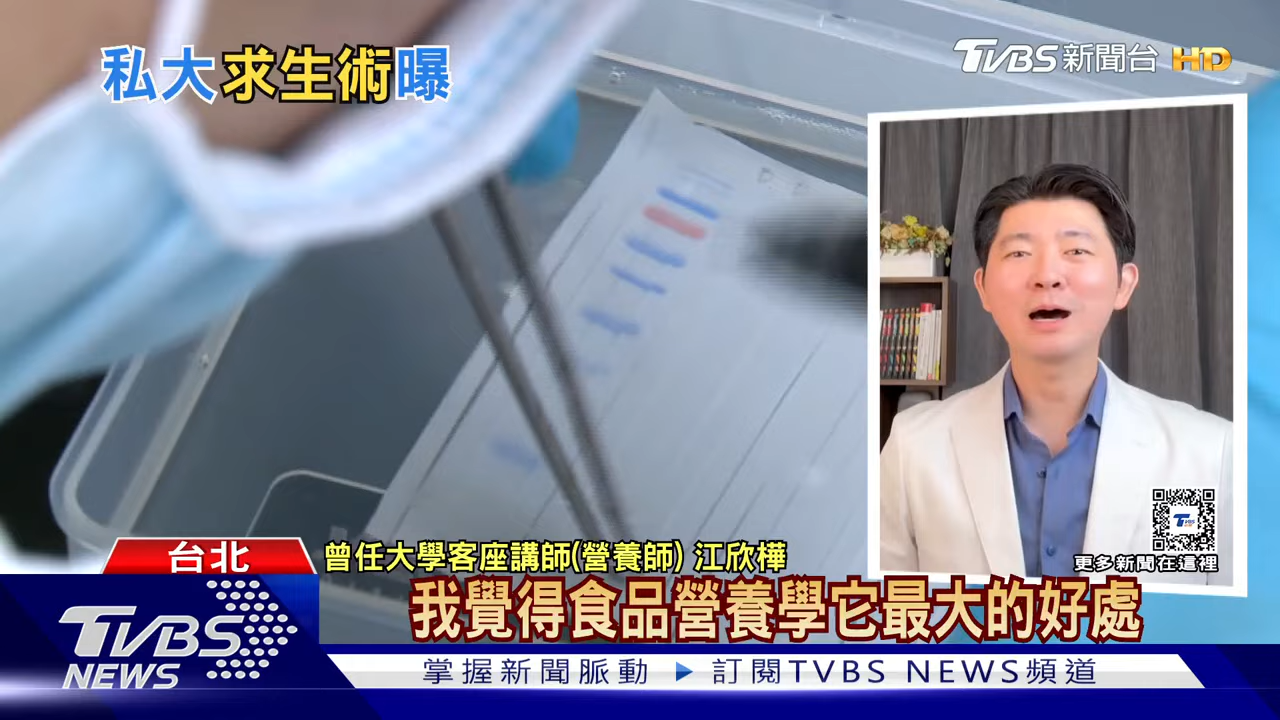 私大求生術曝
TVBS新聞台 HD
更多新聞在這裡
台北
曾任大學客座講師(營養師) 江欣樺
我覺得食品營養學它最大的好處
TVBS NEWS
掌握新聞脈動 ▶ 訂閱TVBS NEWS頻道